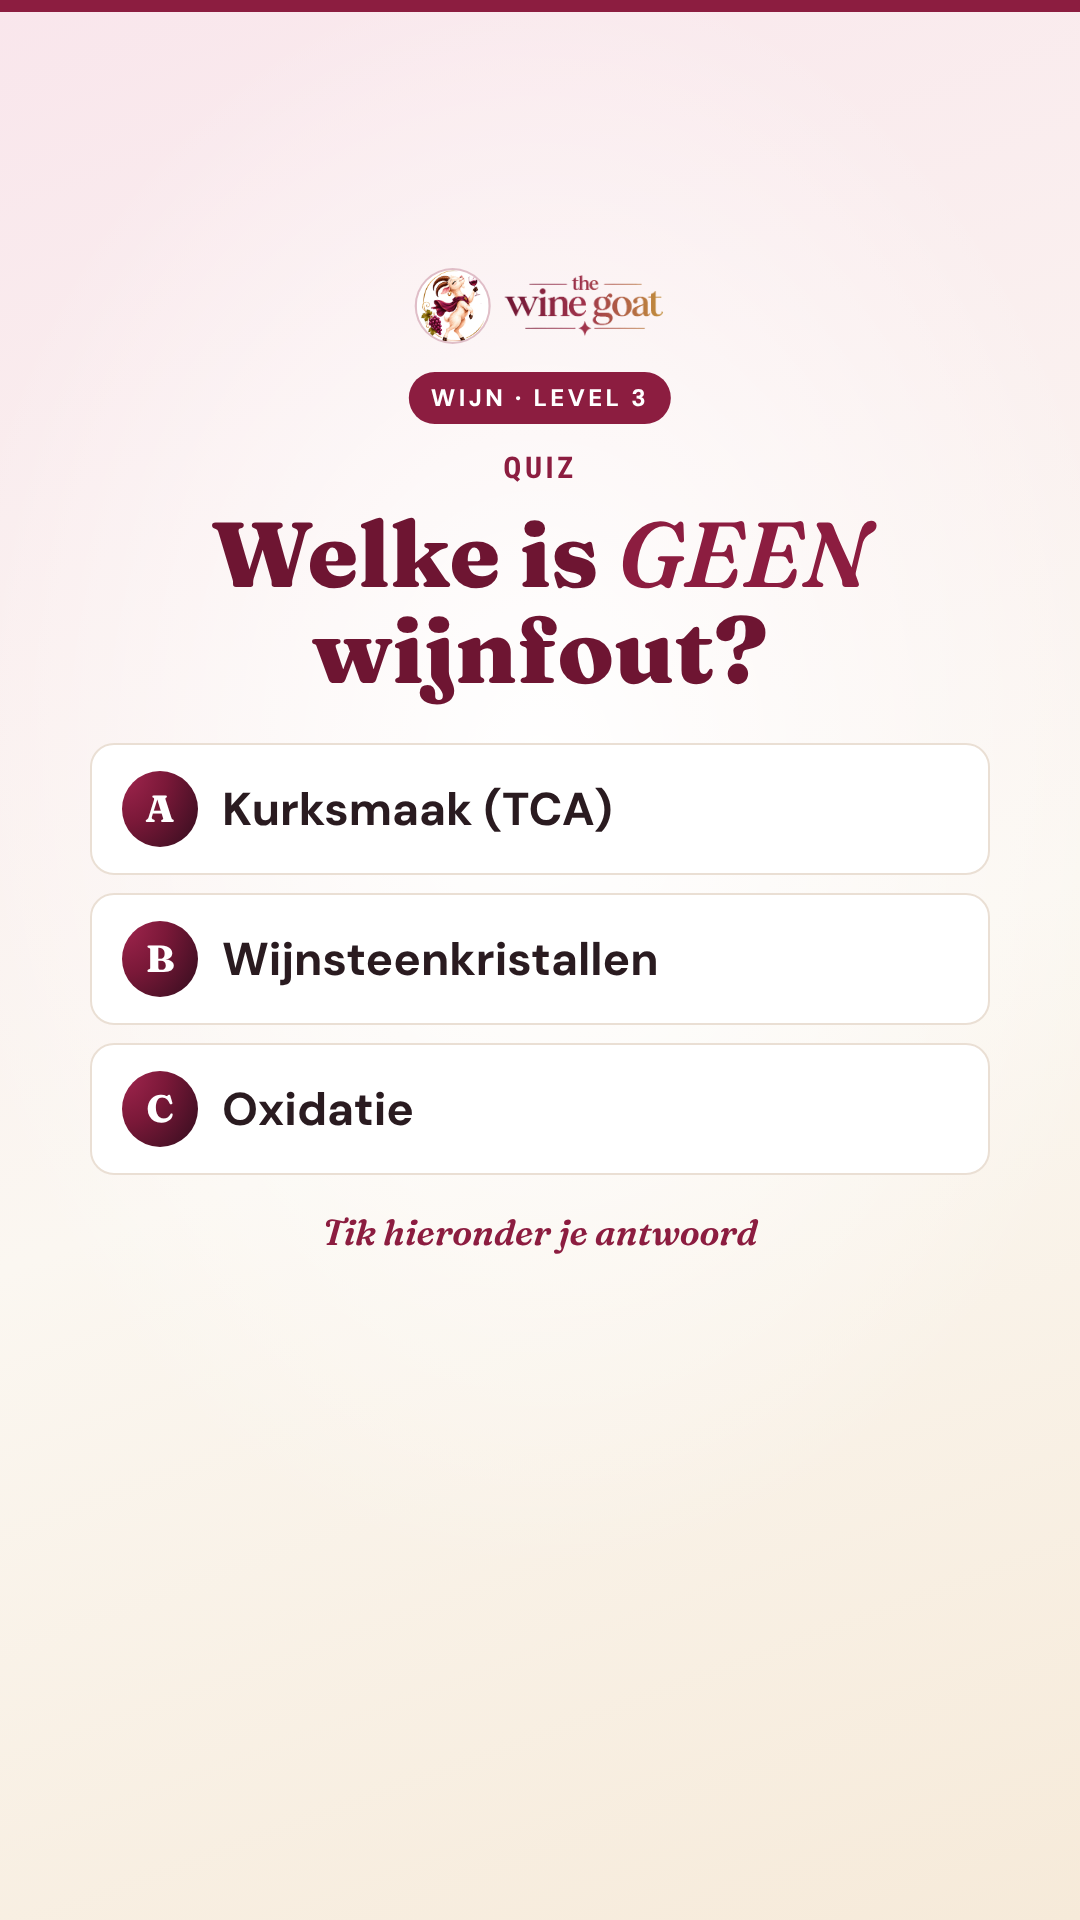 the
wine goat
WIJN · LEVEL 3
QUIZ
Welke is GEEN
wijnfout?
A Kurksmaak (TCA)
B Wijnsteenkristallen
C Oxidatie
Tik hieronder je antwoord